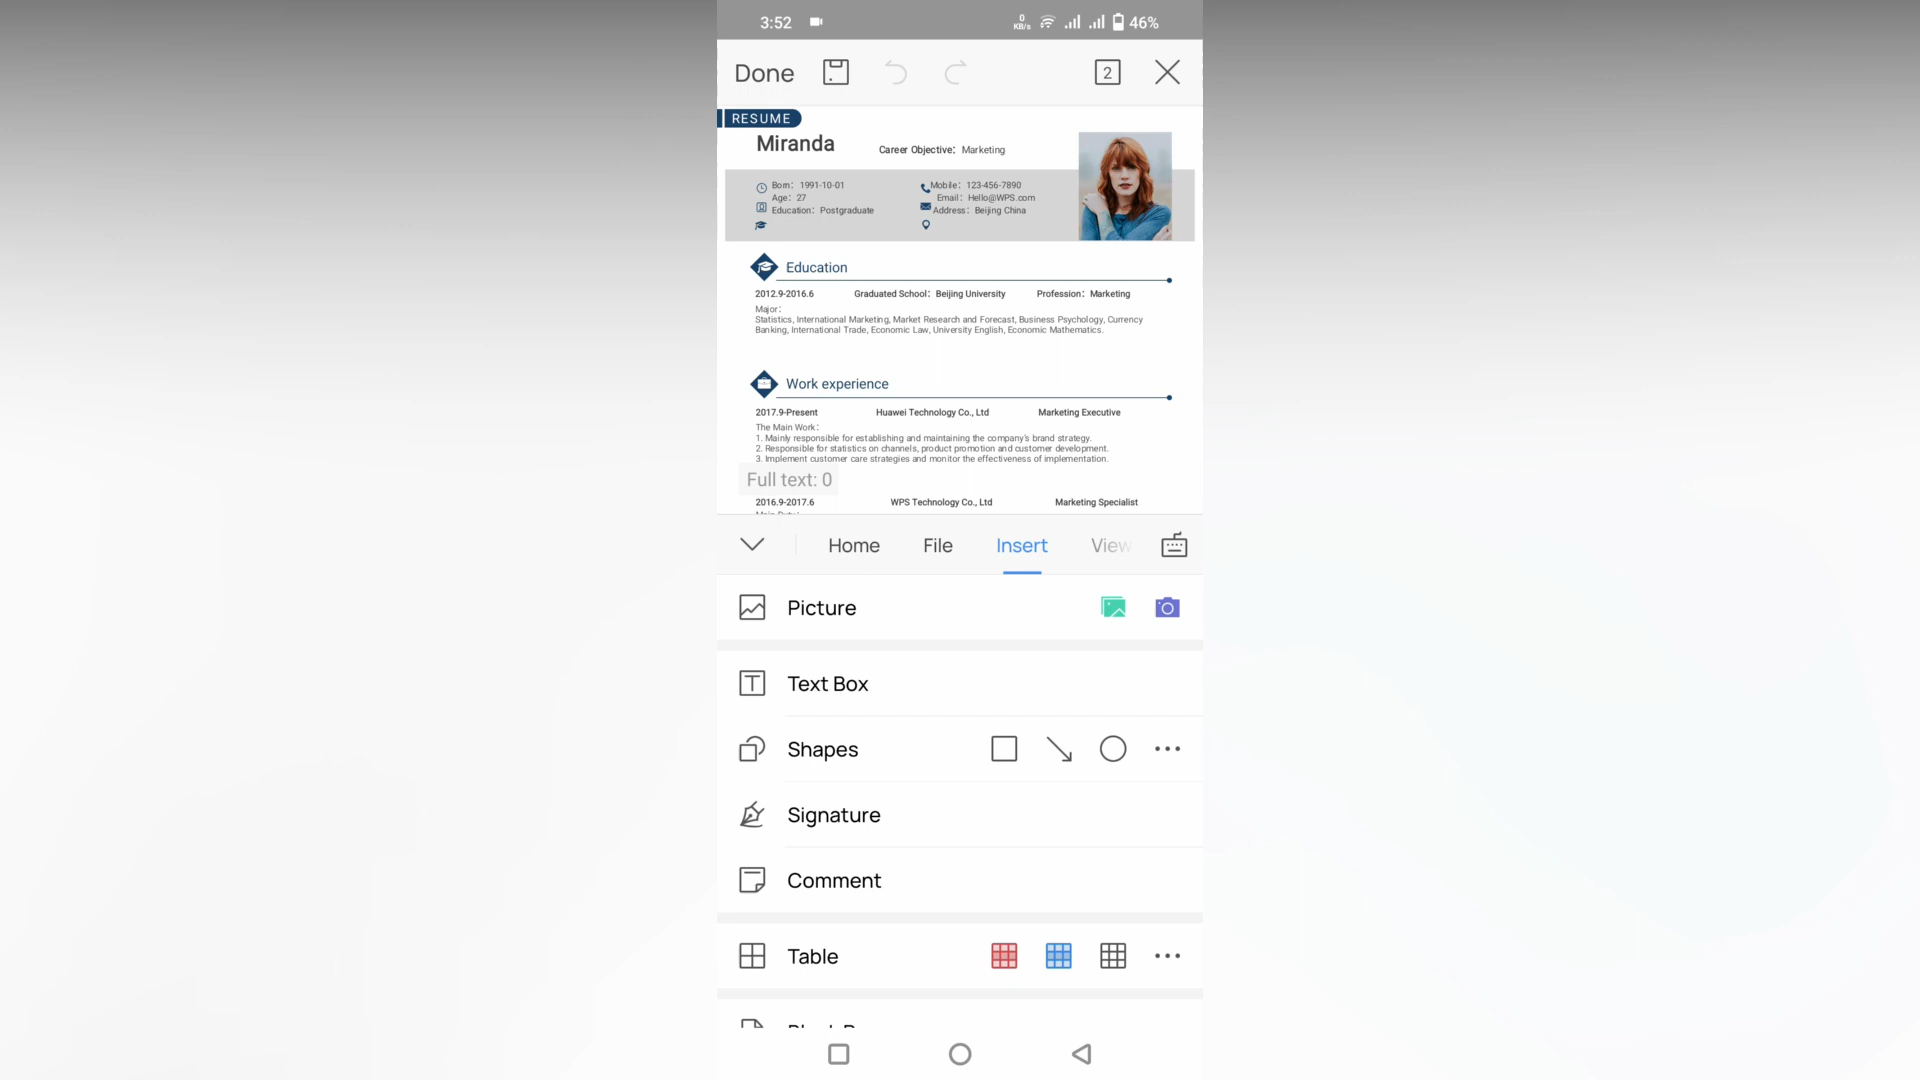 3:52
0
KB/s
46%
Done
2
RESUME
Miranda
Career Objective: Marketing
Born: 1991-10-01
Mobile: 123-456-7890
Age: 27
Email: Hello@WPS.com
Education: Postgraduate
Address: Beijing China
Education
2012.9-2016.6 Graduated School: Beijing University Profession: Marketing
Major:
Statistics, International Marketing, Market Research and Forecast, Business Psychology, Currency
Banking, International Trade, Economic Law, University English, Economic Mathematics.
Work experience
2017.9-Present Huawei Technology Co., Ltd Marketing Executive
The Main Work:
1. Mainly responsible for establishing and maintaining the company's brand strategy.
2. Responsible for statistics on channels, product promotion and customer development.
3. Implement customer care strategies and monitor the effectiveness of implementation.
Full text: 0
2016.9-2017.6 WPS Technology Co., Ltd Marketing Specialist
Home File Insert View
Picture
Text Box
Shapes
Signature
Comment
Table